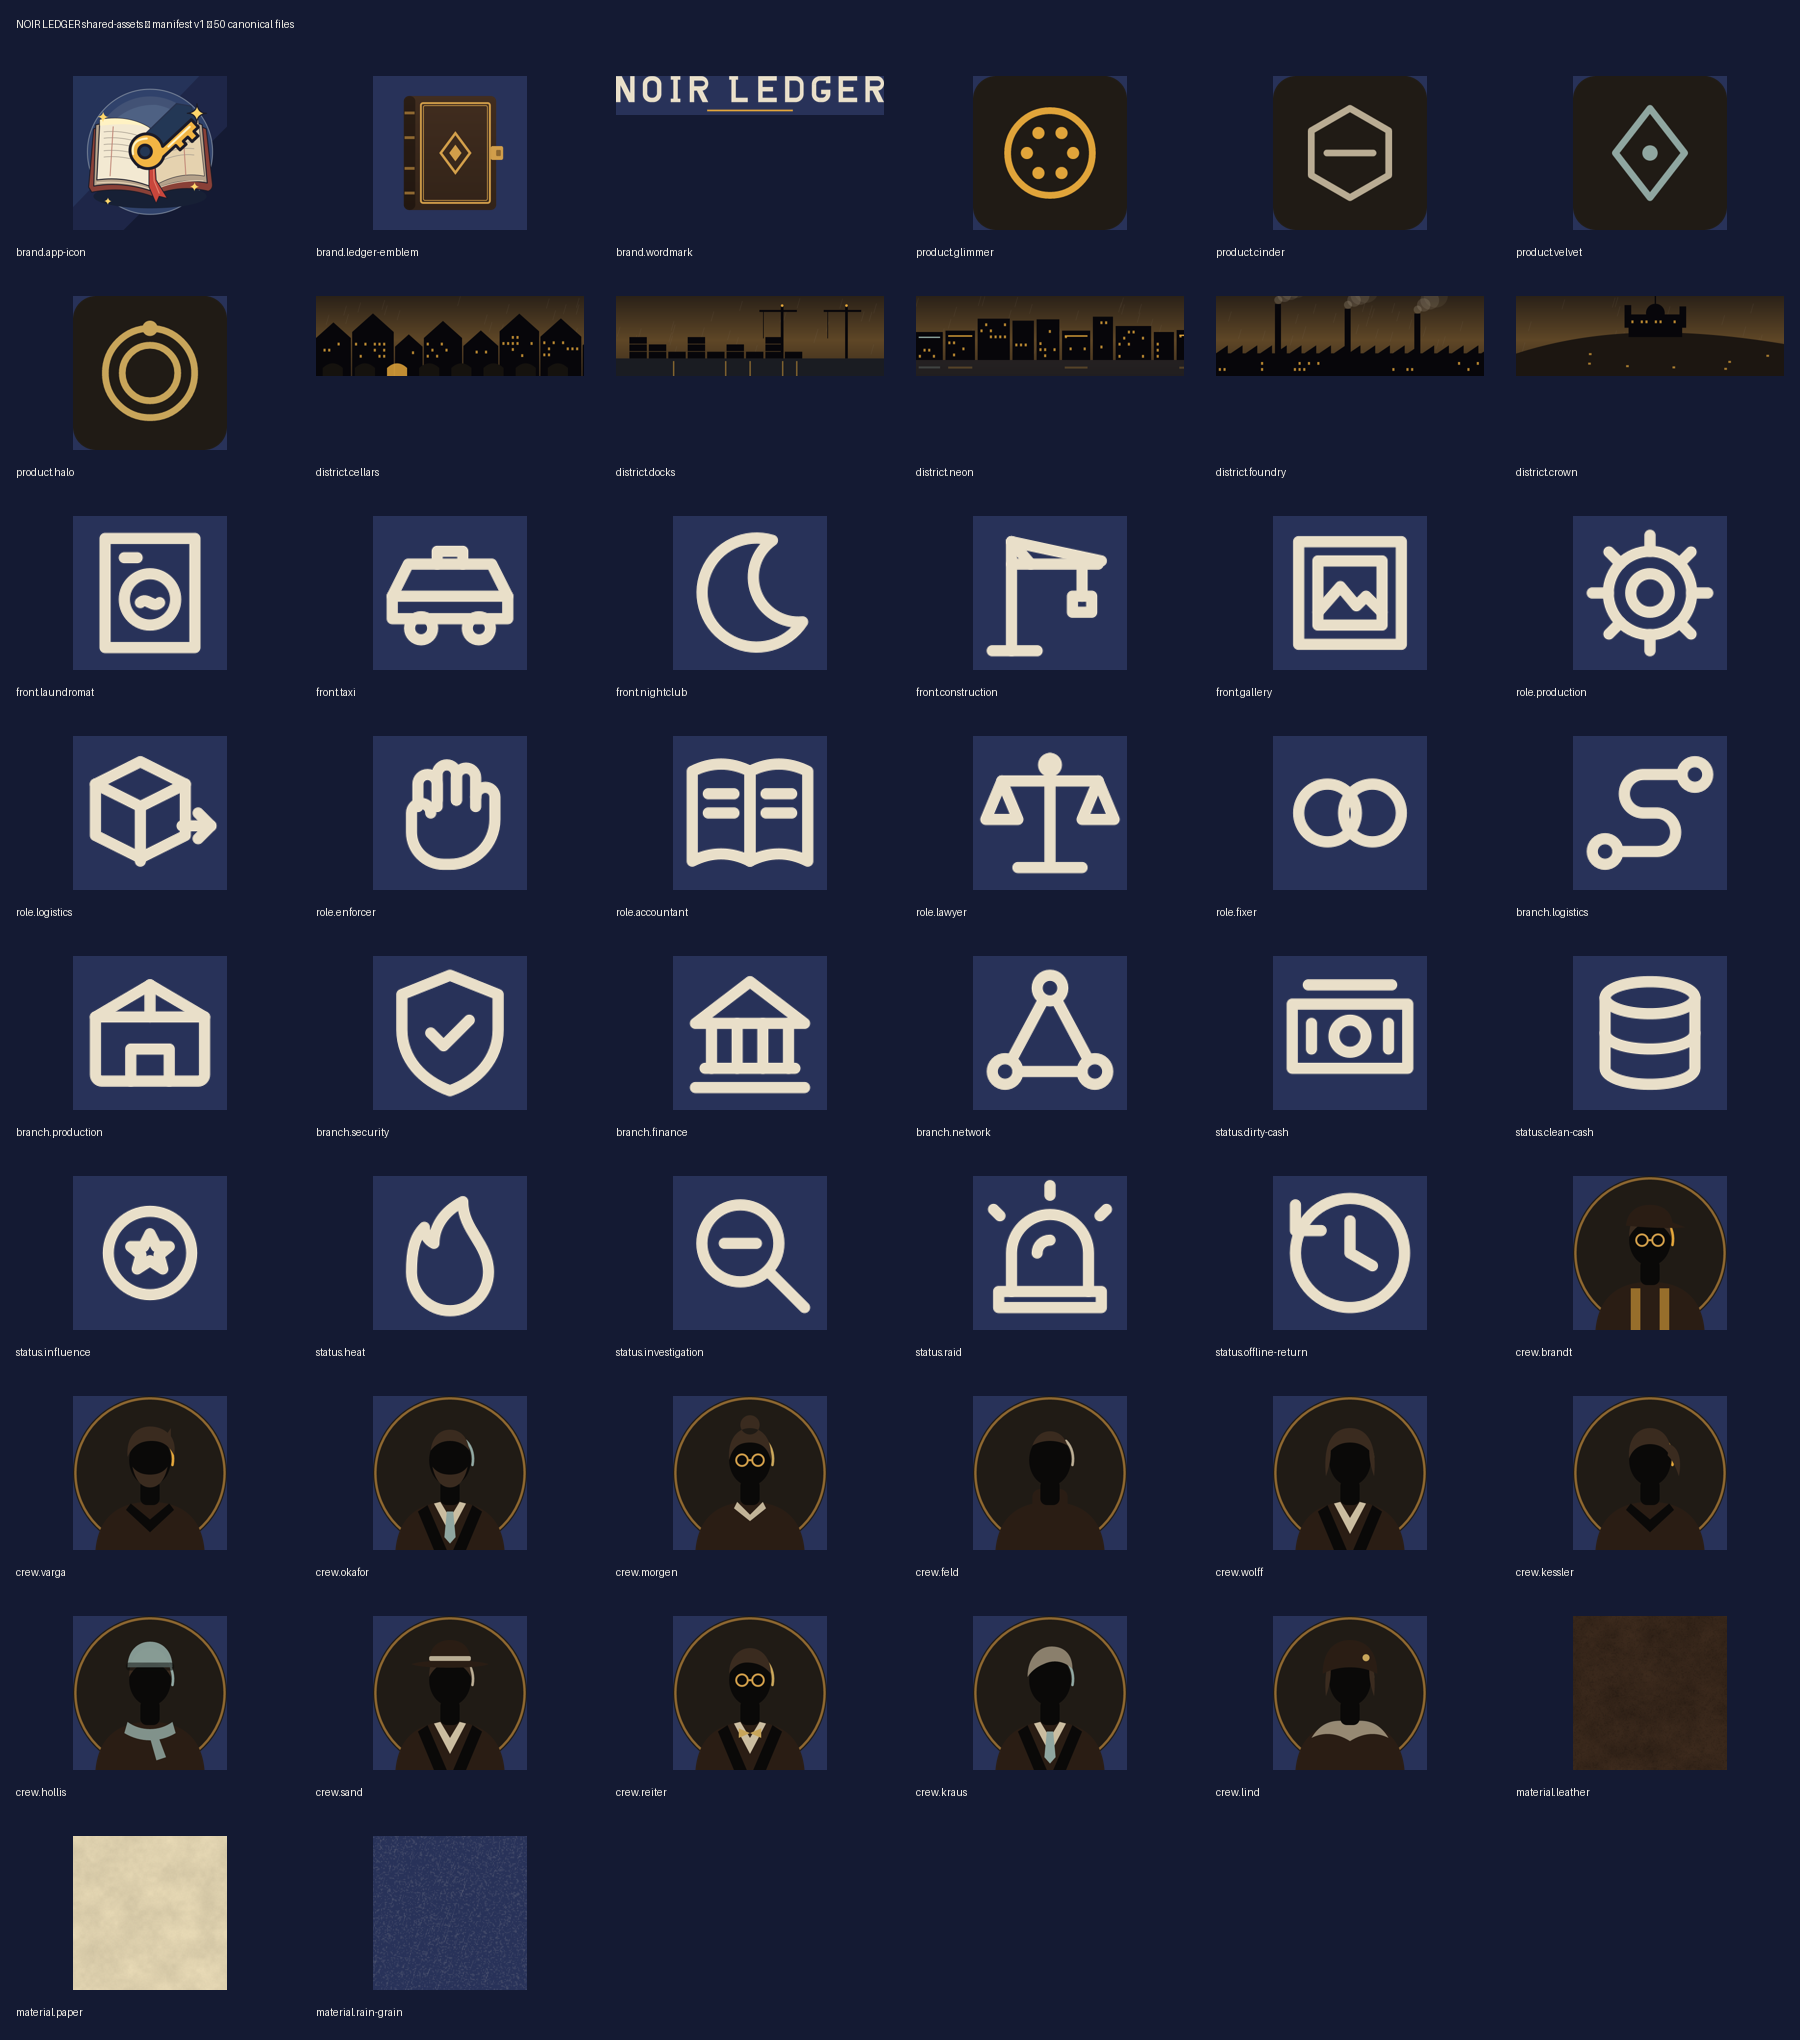 NOIR LEDGER shared-assets ▯ manifest v1 ▯ 50 canonical files
NOIR LEDGER
brand.app-icon brand.ledger-emblem brand.wordmark product.glimmer product.cinder product.velvet
product.halo district.cellars district.docks district.neon district.foundry district.crown
front.laundromat front.taxi front.nightclub front.construction front.gallery role.production
role.logistics role.enforcer role.accountant role.lawyer role.fixer branch.logistics
branch.production branch.security branch.finance branch.network status.dirty-cash status.clean-cash
status.influence status.heat status.investigation status.raid status.offline-return crew.brandt
crew.varga crew.okafor crew.morgen crew.feld crew.wolff crew.kessler
crew.hollis crew.sand crew.reiter crew.kraus crew.lind material.leather
material.paper material.rain-grain